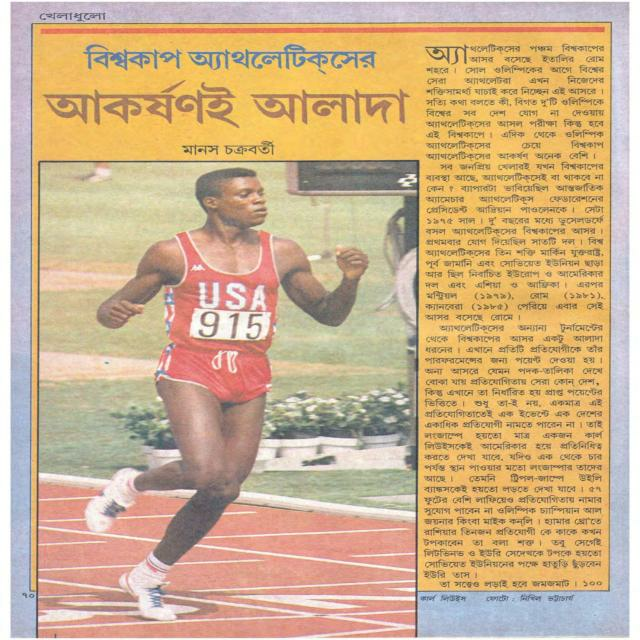 খেলাধুলো
বিশ্বকাপ অ্যাথলেটিক্সের
আকর্ষণই আলাদা
মানস চক্রবর্তী
USA
915
অ্যাথলেটিক্সের পঞ্চম বিশ্বকাপের
আসর বসেছে ইতালির রোম
শহরে। সোল ওলিম্পিকের আগে বিশ্বের
সেরা অ্যাথলেটরা এখন নিজেদের
শক্তিসামর্থ্য যাচাই করে নিচ্ছেন এই আসরে।
সত্যি কথা বলতে কী, বিগত দু'টি ওলিম্পিকে
বিশ্বের সব দেশ যোগ না দেওয়ায়
অ্যাথলেটিক্সের আসল পরীক্ষা কিন্তু হবে
এই বিশ্বকাপে। এদিক থেকে ওলিম্পিক
অ্যাথলেটিক্সের চেয়ে বিশ্বকাপ
অ্যাথলেটিক্সের আকর্ষণ অনেক বেশি।
সব জনপ্রিয় খেলারই যখন বিশ্বকাপের
ব্যবস্থা আছে, অ্যাথলেটিক্সেই বা থাকবে না
কেন ? ব্যাপারটা ভাবিয়েছিল আন্তর্জাতিক
অ্যামেচার অ্যাথলেটিক্স ফেডারেশনের
প্রেসিডেন্ট আদ্রিয়ান পাওলেনকে। সেটা
১৯৭৫ সাল। দু' বছরের মধ্যে ডুসেলডর্ফে
বসল অ্যাথলেটিক্সের বিশ্বকাপের আসর।
প্রথমবার যোগ দিয়েছিল সাতটি দল। বিশ্ব
অ্যাথলেটিক্সের তিন শক্তি মার্কিন যুক্তরাষ্ট্র,
পূর্ব জার্মানি এবং সোভিয়েত ইউনিয়ন ছাড়া
আর ছিল নির্বাচিত ইউরোপ ও আমেরিকার
দল এবং এশিয়া ও আফ্রিকা। এরপর
মন্ট্রিয়ল (১৯৭৯), রোম (১৯৮১),
ক্যানবেরা (১৯৮৫) পেরিয়ে এবার সেই
আসর বসেছে রোমে।
অ্যাথলেটিক্সের অন্যান্য টুর্নামেন্টের
থেকে বিশ্বকাপের আসর একটু আলাদা
ধরনের। এখানে প্রতিটি প্রতিযোগীকে তাঁর
পারফরমেন্সের জন্য পয়েন্ট দেওয়া হয়।
অন্য আসরে যেমন পদক-তালিকা দেখে
বোঝা যায় প্রতিযোগিতায় সেরা কোন্ দেশ,
কিন্তু এখানে তা নির্ধারিত হয় প্রাপ্ত পয়েন্টের
ভিত্তিতে। শুধু তা-ই নয়, একমাত্র এই
প্রতিযোগিতাতেই এক ইভেন্টে এক দেশের
একাধিক প্রতিযোগী নামতে পারেন না। তাই
লংজাম্পে হয়তো মাত্র একজন কার্ল
লিউইসকেই আমেরিকার হয়ে প্রতিনিধিত্ব
করতে দেখা যাবে, যদিও এক থেকে চার
পর্যন্ত স্থান পাওয়ার মতো লংজাম্পার তাদের
আছে। তেমনি ট্রিপল-জাম্পে উইলি
ব্যাঙ্কসকেই হয়তো লড়তে দেখা যাবে। ৫৭
ফুটের বেশি লাফিয়েও প্রতিযোগিতায় নামার
সুযোগ পাবেন না ওলিম্পিক চ্যাম্পিয়ান আল
জয়নার কিংবা মাইক কন্‌লি। হ্যামার থ্রো'তে
রাশিয়ার তিনজন প্রতিযোগী কে কাকে কখন
টপকাবেন তা বলা শক্ত। তবু সের্গেই
লিটভিনভ ও ইউরি সেদেখকে টপকে হয়তো
সোভিয়েত ইউনিয়নের পক্ষে হাতুড়ি ছুঁড়বেন
ইউরি তাস।
তা সত্ত্বেও লড়াই হবে জমজমাট। ১০০
৭০
কার্ল লিউইস ফোটো : নিখিল ভট্টাচার্য